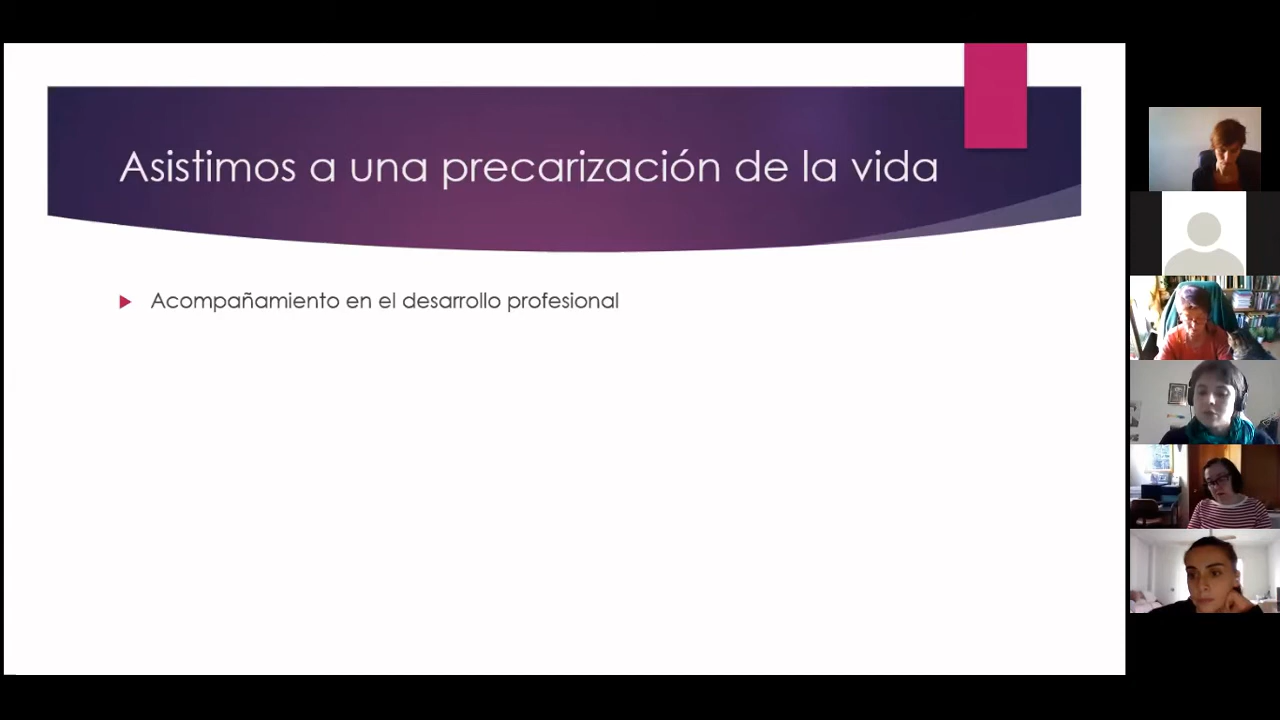 Asistimos a una precarización de la vida
Acompañamiento en el desarrollo profesional